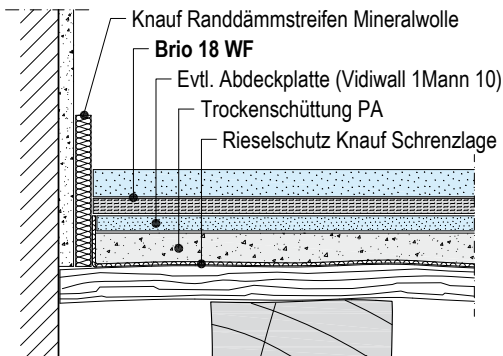 Knauf Randdämmstreifen Mineralwolle
Brio 18 WF
Evtl. Abdeckplatte (Vidiwall 1Mann 10)
Trockenschüttung PA
Rieselschutz Knauf Schrenzlage